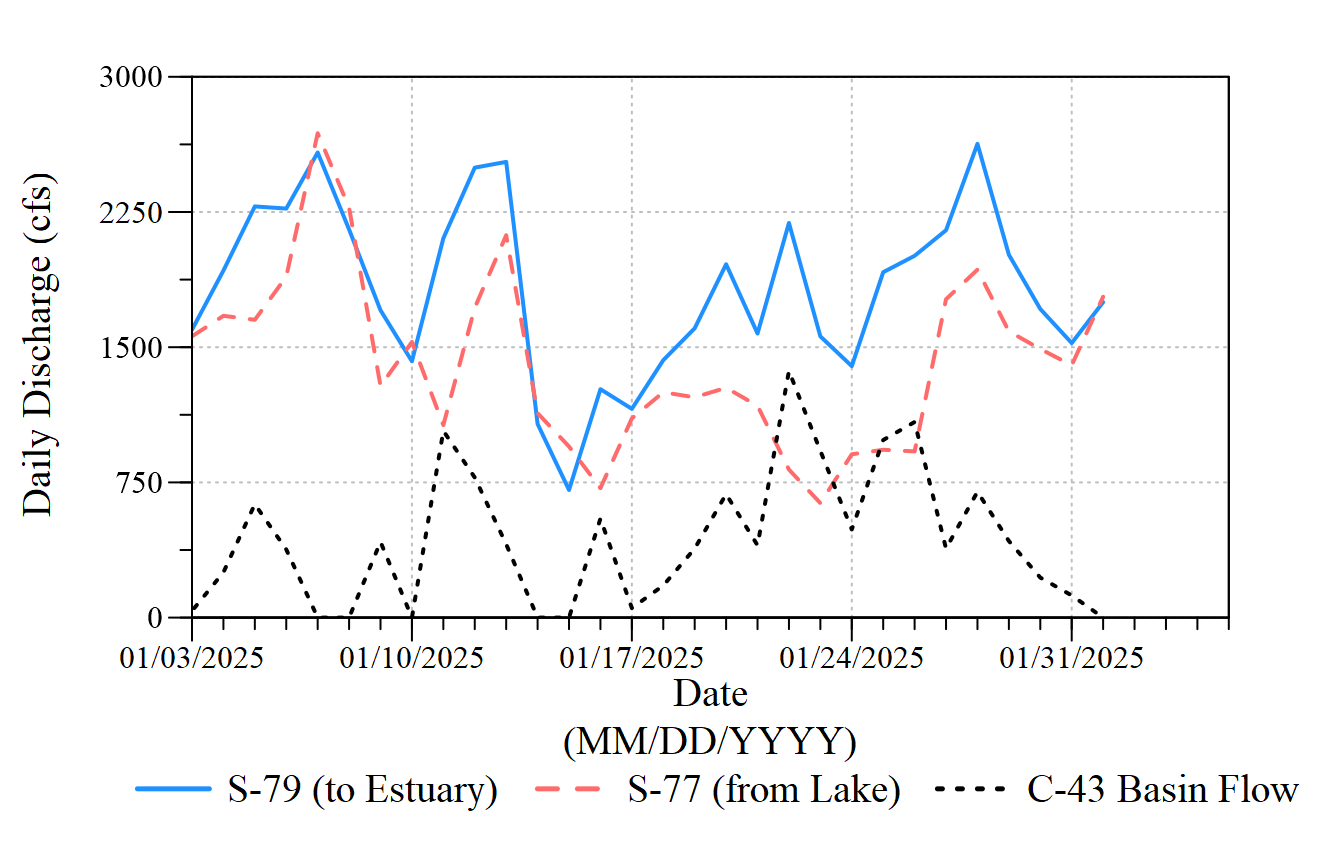 3000
2250
1500
750
0
Daily Discharge (cfs)
01/03/2025 01/10/2025 01/17/2025 01/24/2025 01/31/2025
Date
(MM/DD/YYYY)
S-79 (to Estuary) S-77 (from Lake) C-43 Basin Flow